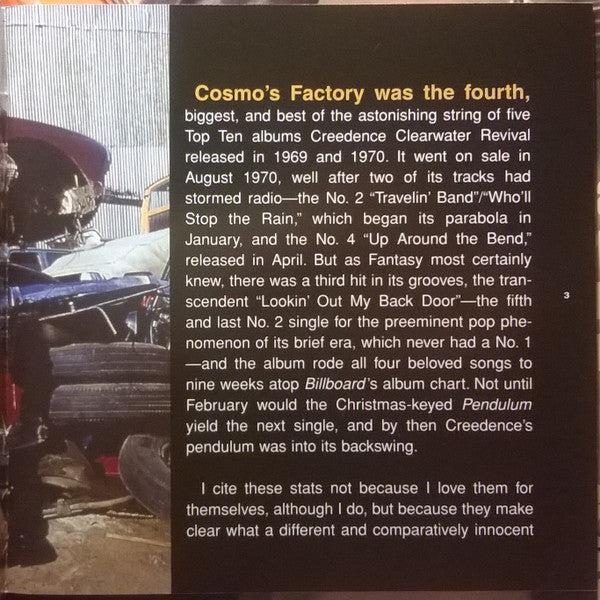 Cosmo's Factory was the fourth,
biggest, and best of the astonishing string of five
Top Ten albums Creedence Clearwater Revival
released in 1969 and 1970. It went on sale in
August 1970, well after two of its tracks had
stormed radio—the No. 2 “Travelin’ Band”/“Who’ll
Stop the Rain,” which began its parabola in
January, and the No. 4 “Up Around the Bend,”
released in April. But as Fantasy most certainly
knew, there was a third hit in its grooves, the tran-
scendent “Lookin’ Out My Back Door”—the fifth
and last No. 2 single for the preeminent pop phe-
nomenon of its brief era, which never had a No. 1
—and the album rode all four beloved songs to
nine weeks atop Billboard’s album chart. Not until
February would the Christmas-keyed Pendulum
yield the next single, and by then Creedence’s
pendulum was into its backswing.
I cite these stats not because I love them for
themselves, although I do, but because they make
clear what a different and comparatively innocent
3